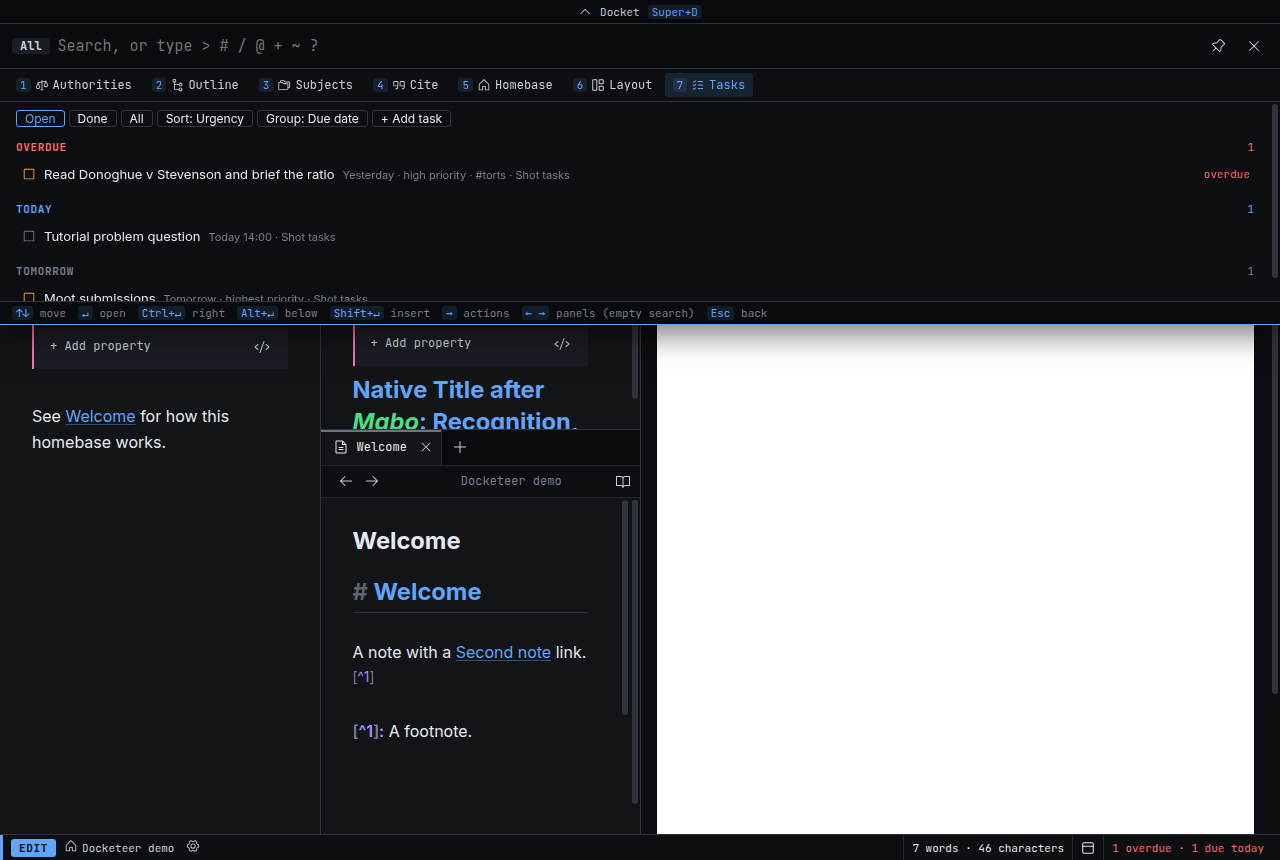 Docket Super+D
All Search, or type > # / @ + ~ ?
1 Authorities 2 Outline 3 Subjects 4 Cite 5 Homebase 6 Layout 7 Tasks
Open Done All Sort: Urgency Group: Due date + Add task
OVERDUE 1
Read Donoghue v Stevenson and brief the ratio Yesterday · high priority · #torts · Shot tasks overdue
TODAY 1
Tutorial problem question Today 14:00 · Shot tasks
TOMORROW 1
Moot submissions Tomorrow · highest priority · Shot tasks
↑↓ move ↵ open Ctrl+↵ right Alt+↵ below Shift+↵ insert → actions ← → panels (empty search) Esc back
+ Add property </>
See Welcome for how this
homebase works.
+ Add property </>
Native Title after
Mabo: Recognition,
Welcome
Docketeer demo
Welcome
# Welcome
A note with a Second note link.
[^1]
[^1]: A footnote.
EDIT Docketeer demo 7 words · 46 characters 1 overdue · 1 due today